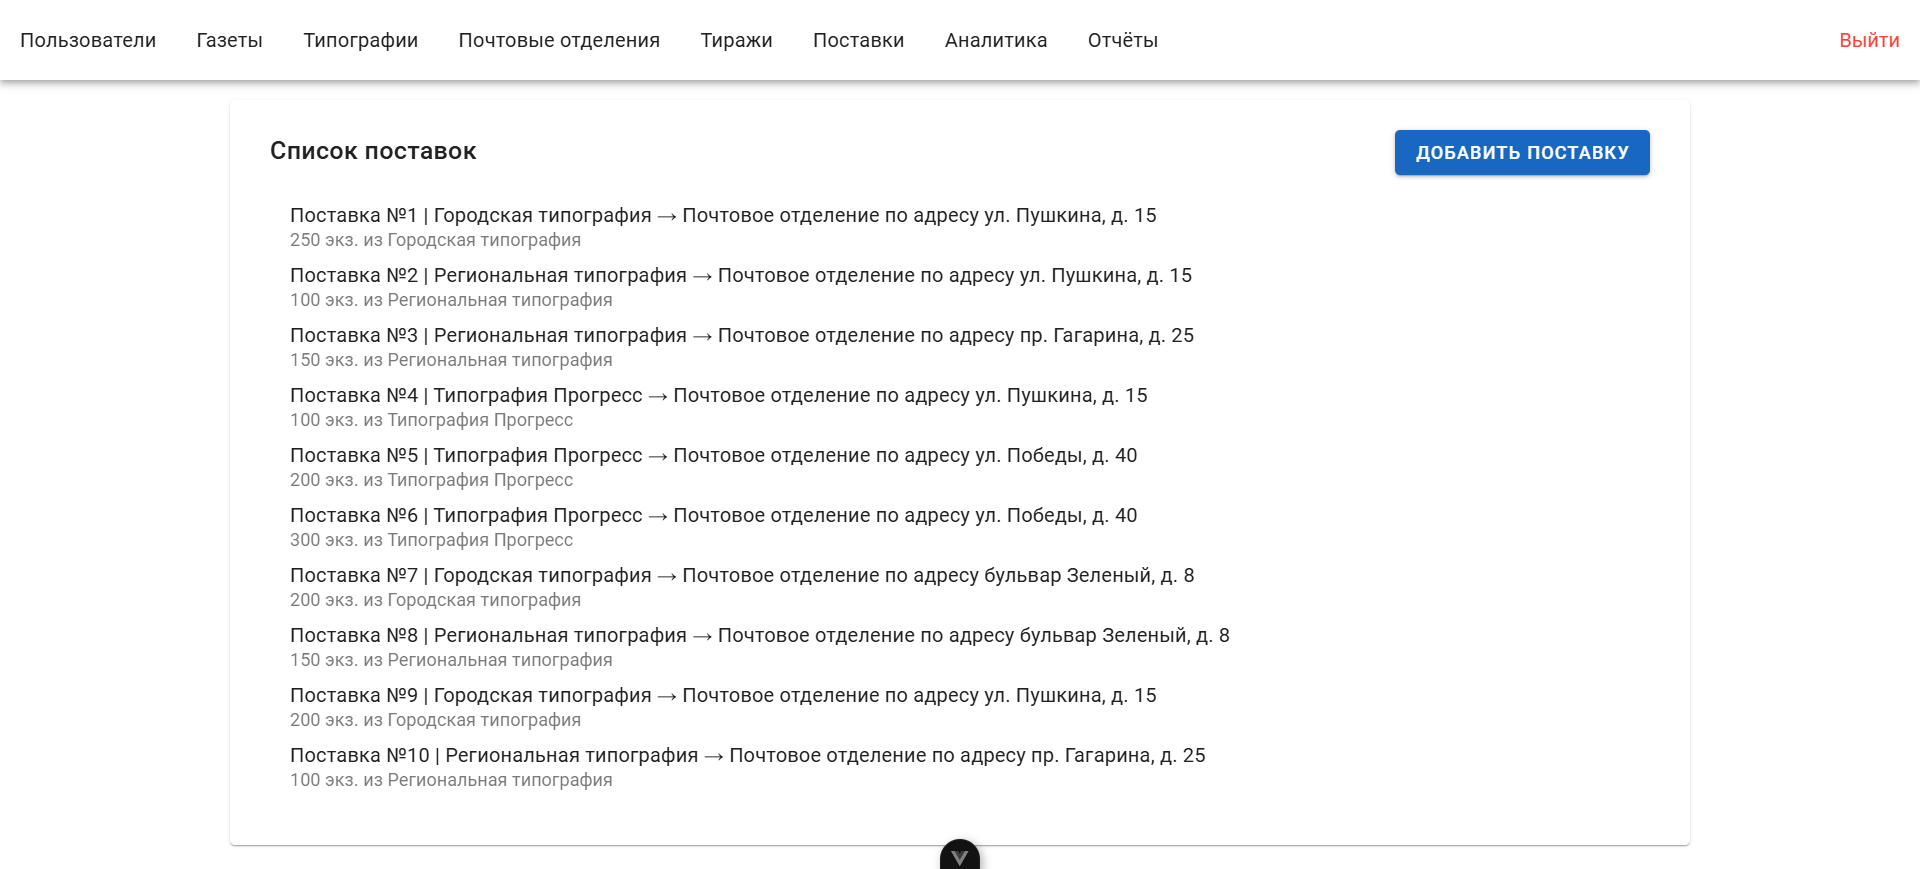 Пользователи Газеты Типографии Почтовые отделения Тиражи Поставки Аналитика Отчёты Выйти
Список поставок
ДОБАВИТЬ ПОСТАВКУ
Поставка №1 | Городская типография → Почтовое отделение по адресу ул. Пушкина, д. 15
250 экз. из Городская типография
Поставка №2 | Региональная типография → Почтовое отделение по адресу ул. Пушкина, д. 15
100 экз. из Региональная типография
Поставка №3 | Региональная типография → Почтовое отделение по адресу пр. Гагарина, д. 25
150 экз. из Региональная типография
Поставка №4 | Типография Прогресс → Почтовое отделение по адресу ул. Пушкина, д. 15
100 экз. из Типография Прогресс
Поставка №5 | Типография Прогресс → Почтовое отделение по адресу ул. Победы, д. 40
200 экз. из Типография Прогресс
Поставка №6 | Типография Прогресс → Почтовое отделение по адресу ул. Победы, д. 40
300 экз. из Типография Прогресс
Поставка №7 | Городская типография → Почтовое отделение по адресу бульвар Зеленый, д. 8
200 экз. из Городская типография
Поставка №8 | Региональная типография → Почтовое отделение по адресу бульвар Зеленый, д. 8
150 экз. из Региональная типография
Поставка №9 | Городская типография → Почтовое отделение по адресу ул. Пушкина, д. 15
200 экз. из Городская типография
Поставка №10 | Региональная типография → Почтовое отделение по адресу пр. Гагарина, д. 25
100 экз. из Региональная типография